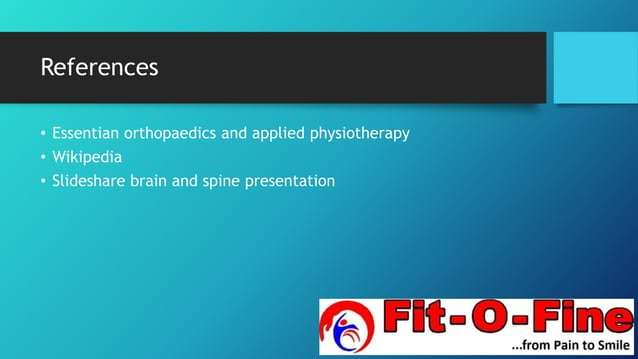 References
• Essentian orthopaedics and applied physiotherapy
• Wikipedia
• Slideshare brain and spine presentation
Fit-O-Fine
...from Pain to Smile